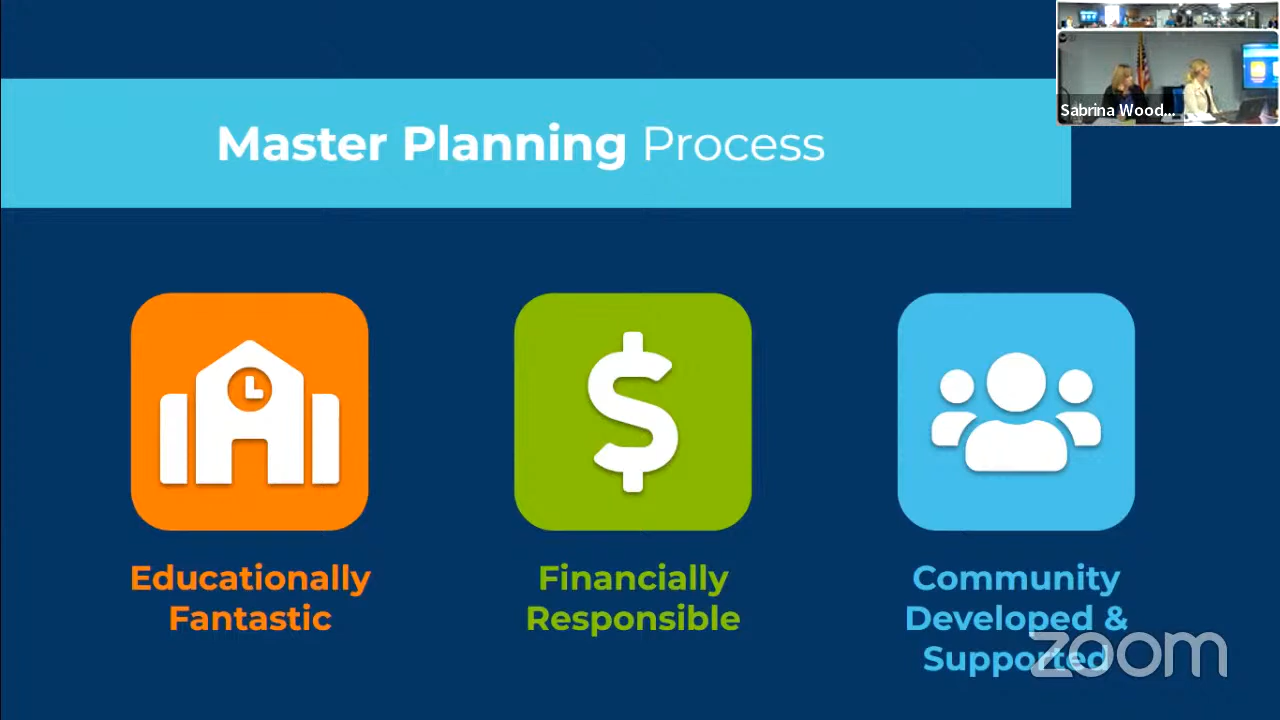 Sabrina Wood...
Master Planning Process
Educationally
Fantastic
Financially
Responsible
Community
Developed &
Supported
zoom